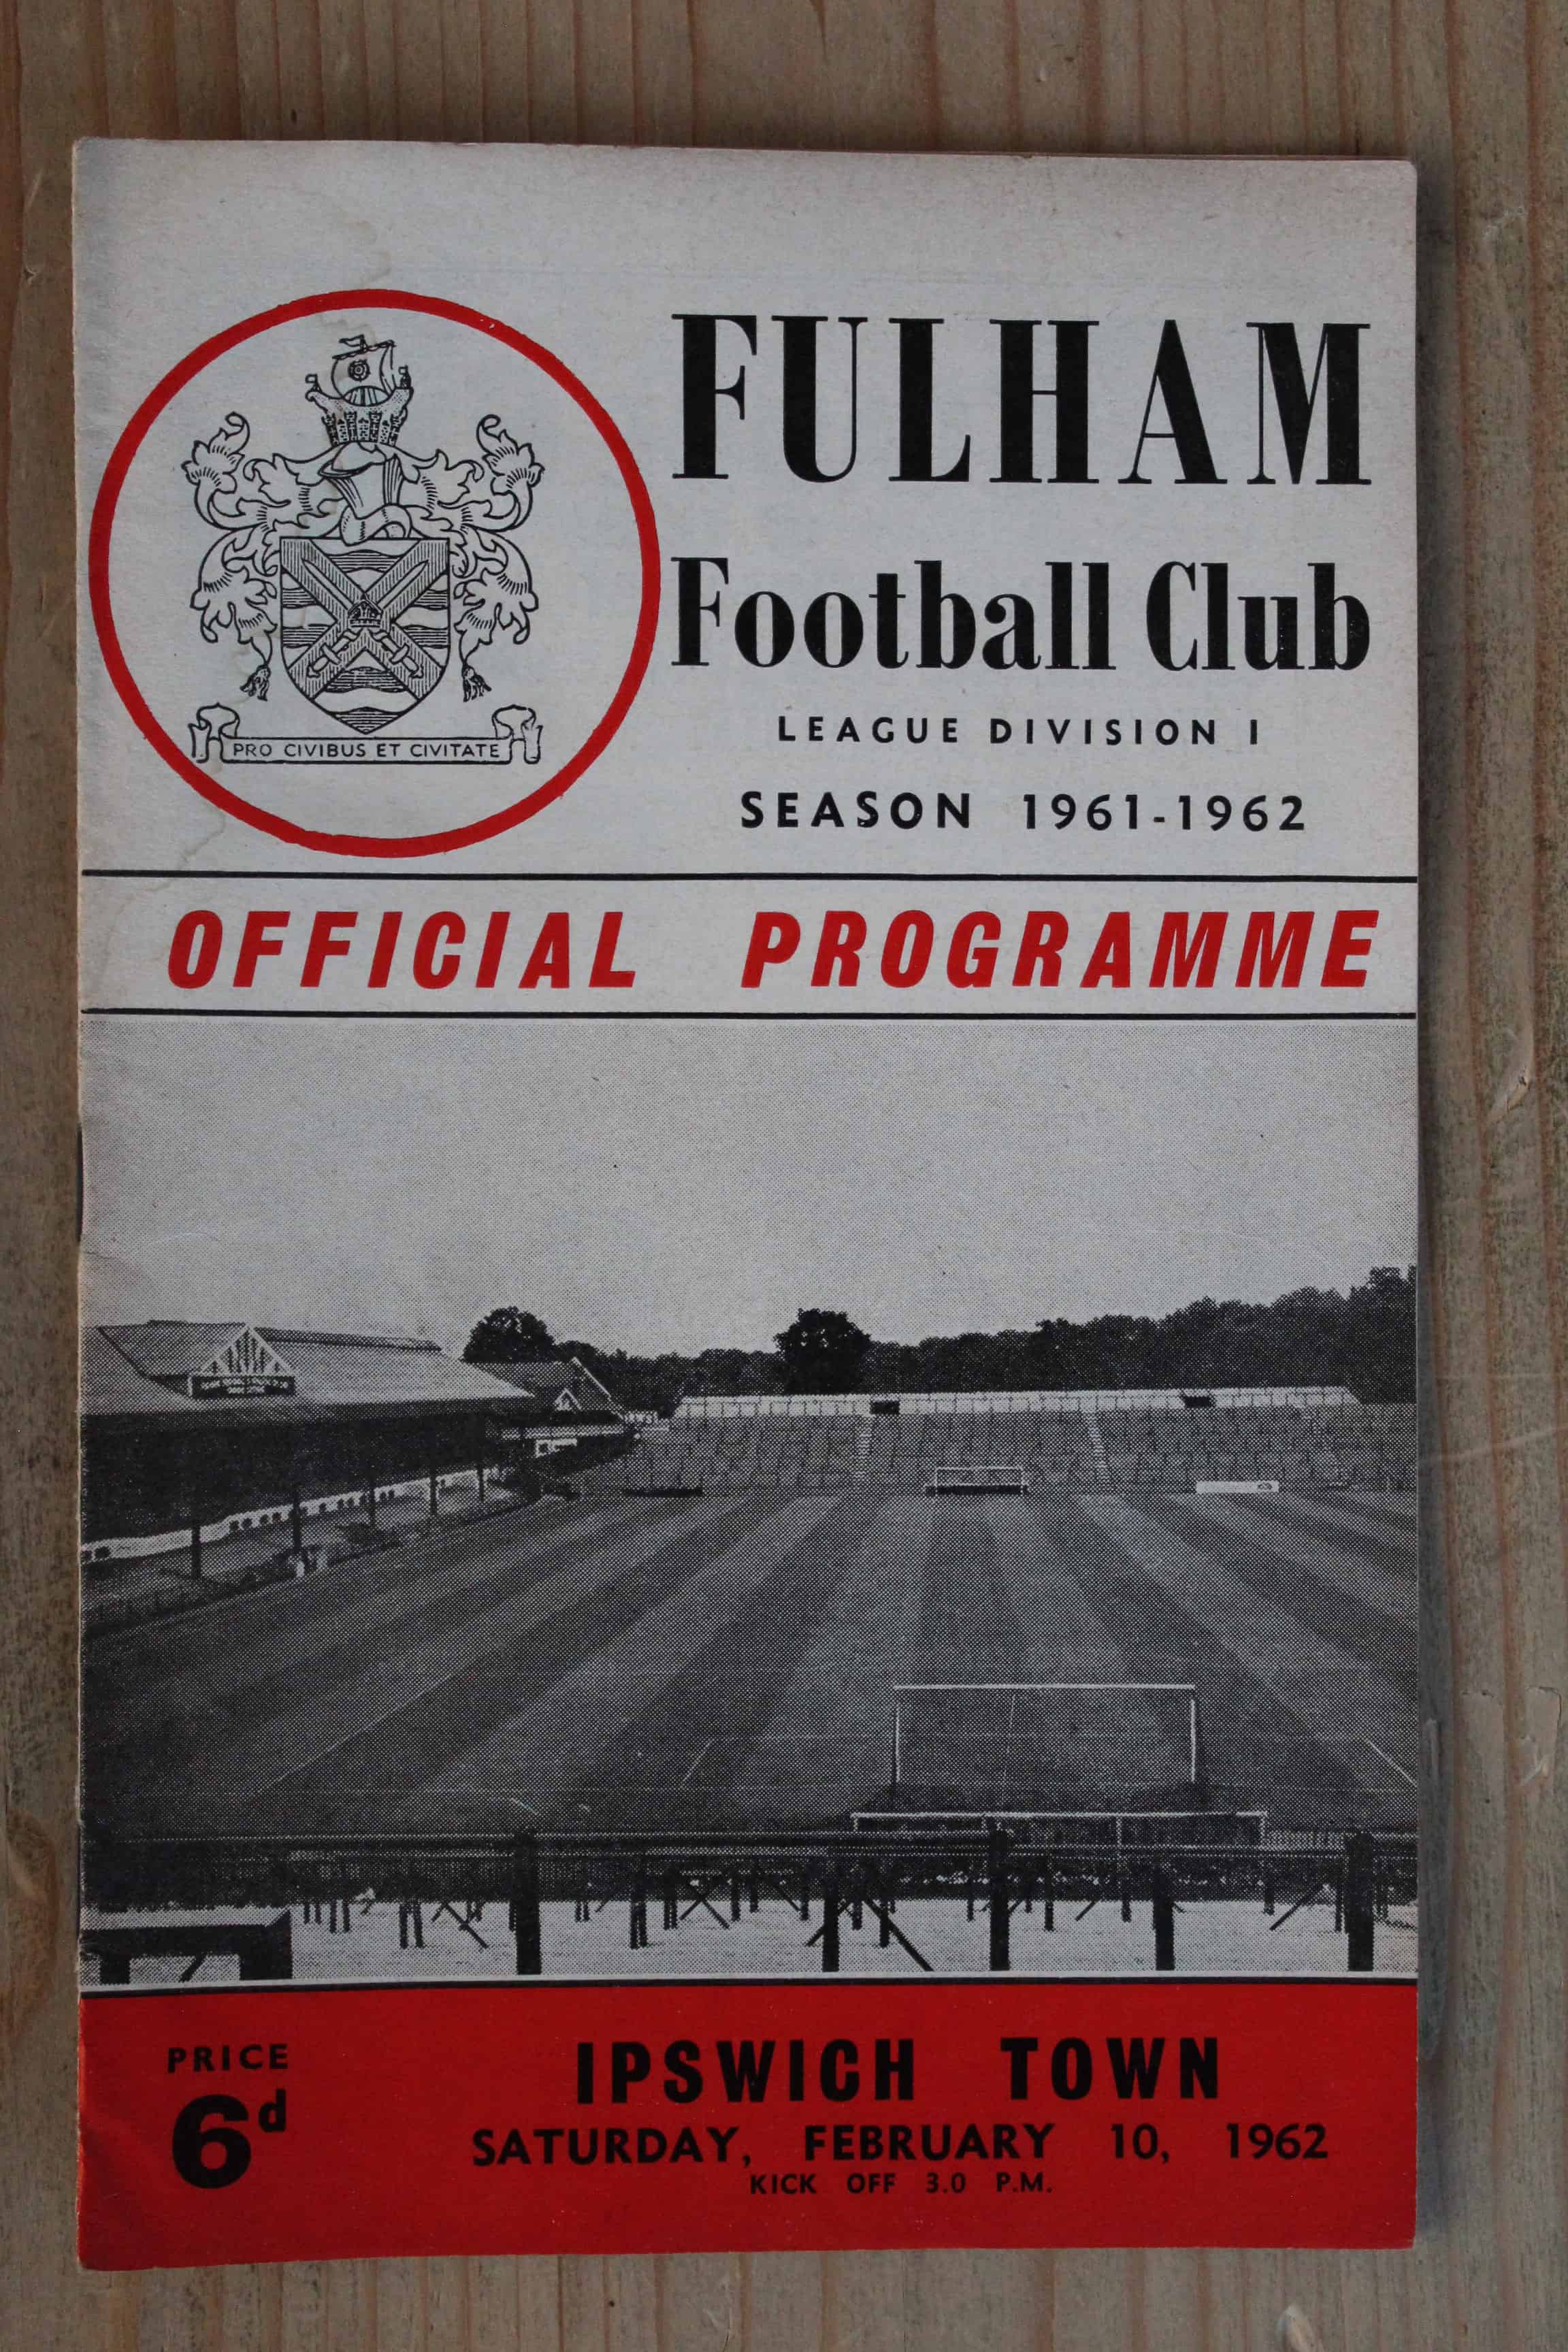 FULHAM
Football Club
LEAGUE DIVISION I
SEASON 1961-1962
PRO CIVIBUS ET CIVITATE
OFFICIAL PROGRAMME
PRICE
6d
IPSWICH TOWN
SATURDAY, FEBRUARY 10, 1962
KICK OFF 3.0 P.M.